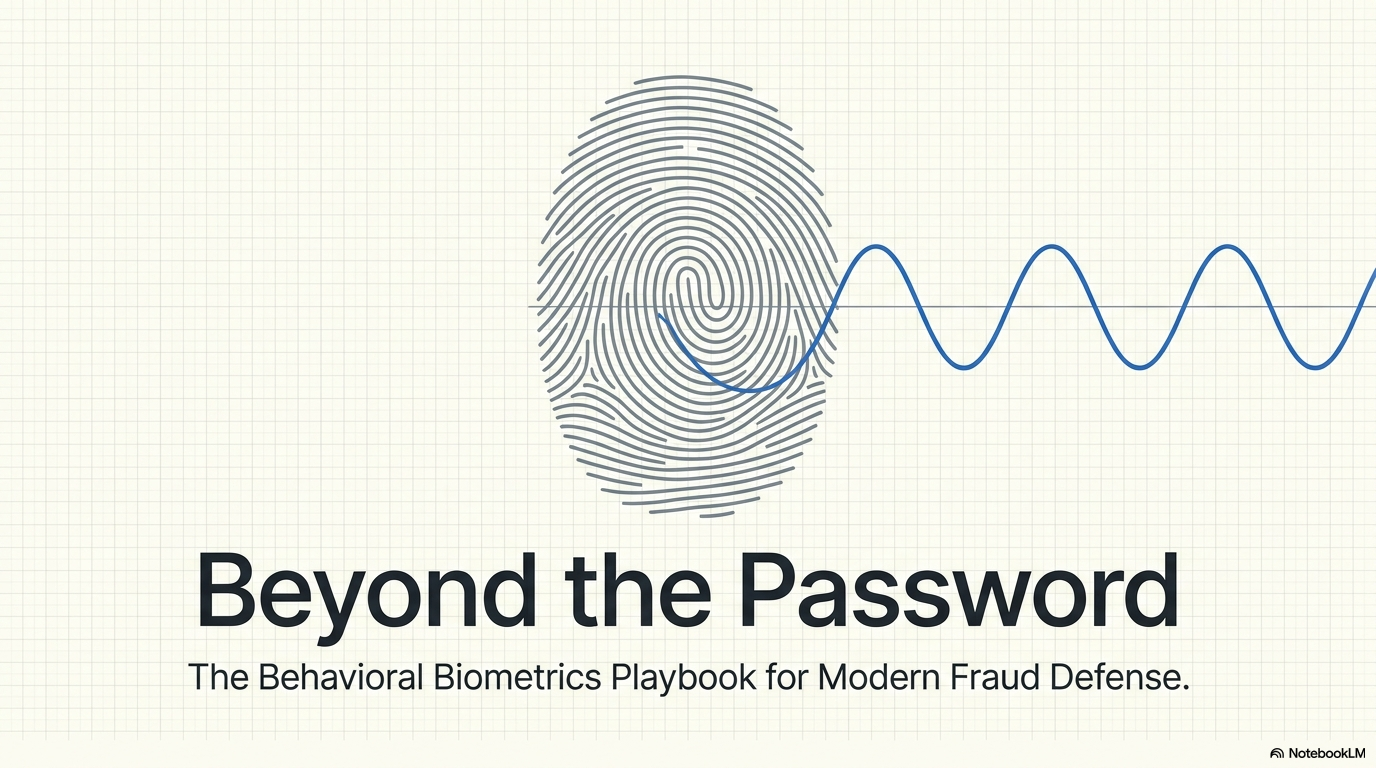 Beyond the Password
The Behavioral Biometrics Playbook for Modern Fraud Defense.
NotebookLM